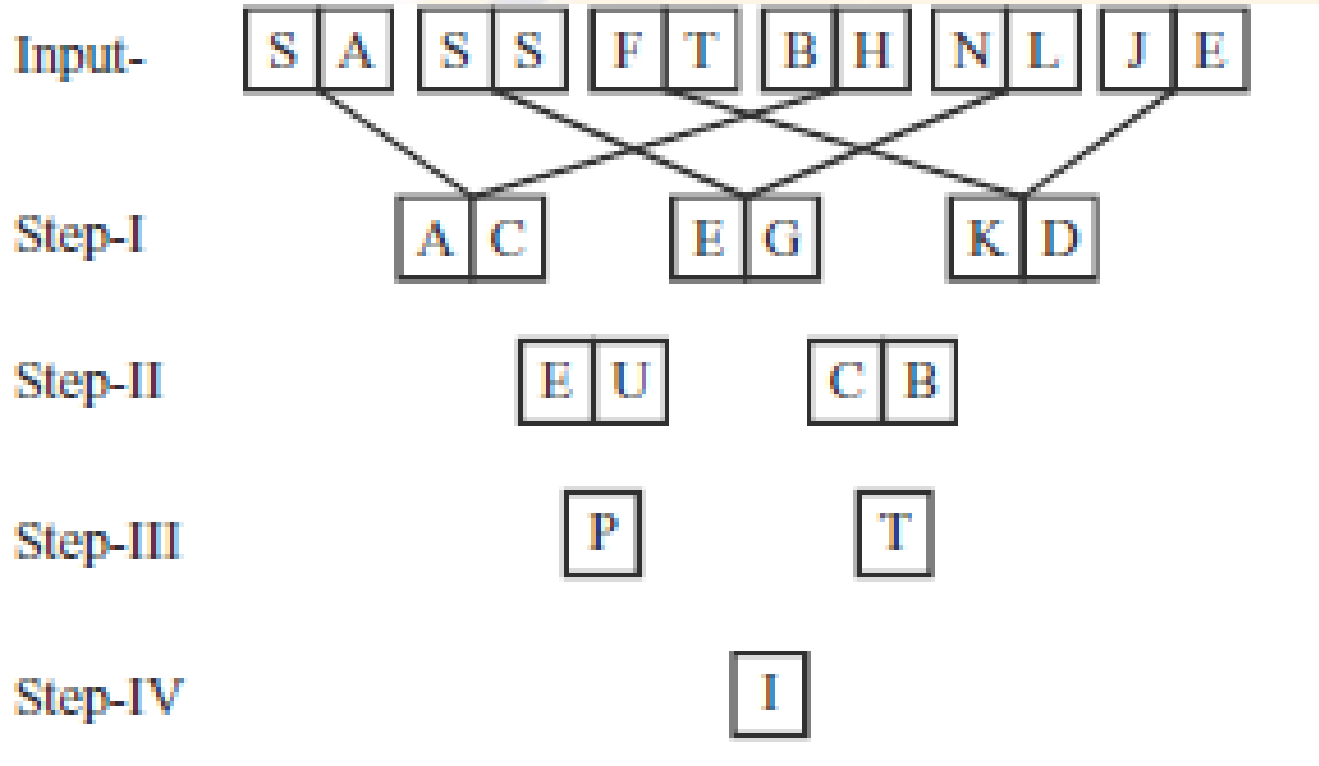 Input- S A S S F T B H N L J E
Step-I A C E G K D
Step-II E U C B
Step-III P T
Step-IV I